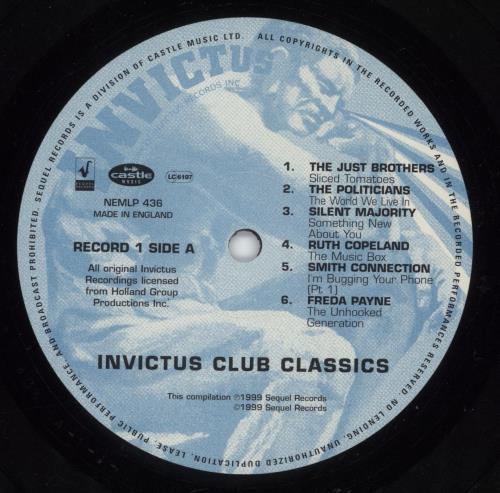 SEQUEL RECORDS IS A DIVISION OF CASTLE MUSIC LTD. ALL COPYRIGHTS IN THE RECORDED WORKS AND IN THE RECORDED PERFORMANCES RESERVED. NO LENDING, UNAUTHORIZED DUPLICATION, LEASE, PUBLIC PERFORMANCE, AND BROADCAST PROHIBITED.
INVICTUS
RECORDS INC
castle
MUSIC
LC 6197
NEMLP 436
MADE IN ENGLAND
RECORD 1 SIDE A
All original Invictus
Recordings licensed
from Holland Group
Productions Inc.
1. THE JUST BROTHERS
Sliced Tomatoes
2. THE POLITICIANS
The World We Live In
3. SILENT MAJORITY
Something New
About You
4. RUTH COPELAND
The Music Box
5. SMITH CONNECTION
I'm Bugging Your Phone
[Pt. 1]
6. FREDA PAYNE
The Unhooked
Generation
INVICTUS CLUB CLASSICS
This compilation ℗1999 Sequel Records
©1999 Sequel Records